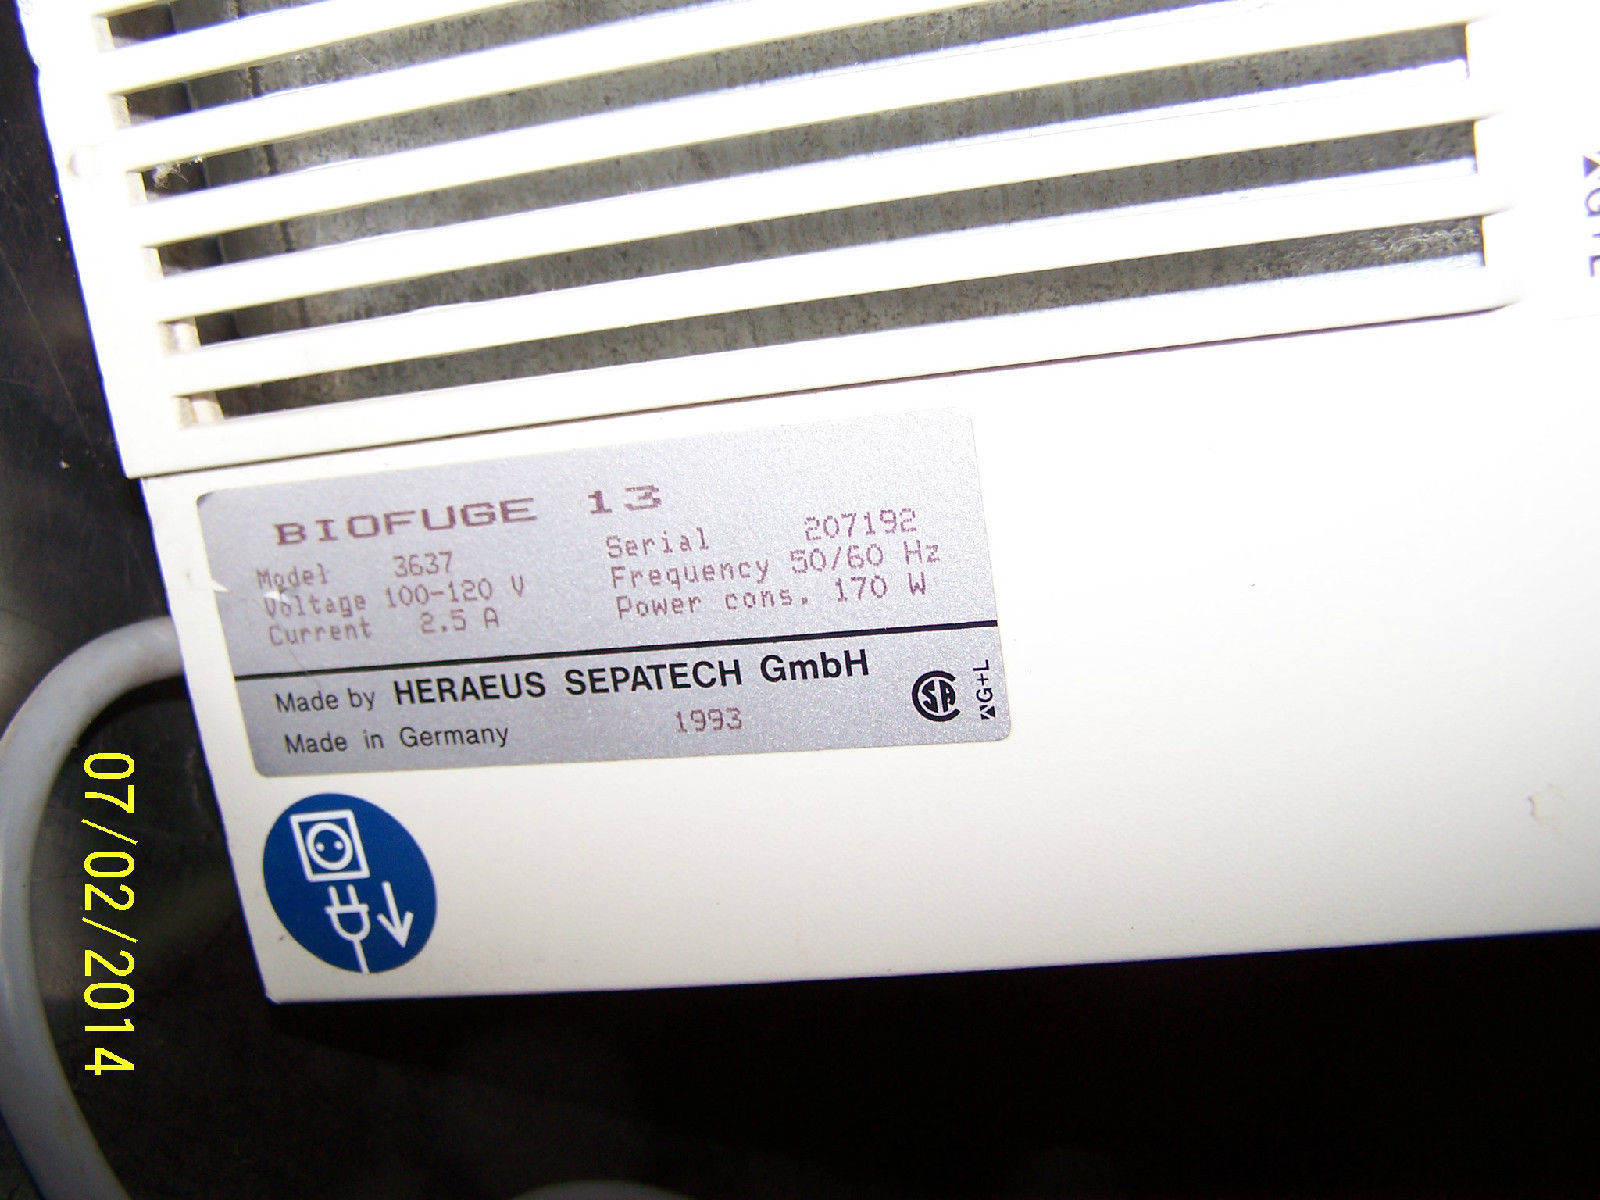 BIOFUGE 13
Model 3637
Voltage 100-120 V
Current 2.5 A
Serial 207192
Frequency 50/60 Hz
Power cons. 170 W
Made by HERAEUS SEPATECH GmbH
Made in Germany 1993
SA
G+L
07/02/2014